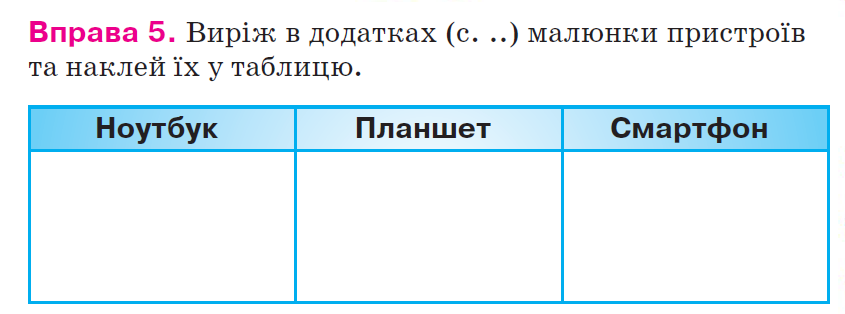 Вправа 5. Виріж в додатках (с. ..) малюнки пристроїв
та наклей їх у таблицю.
Ноутбук Планшет Смартфон